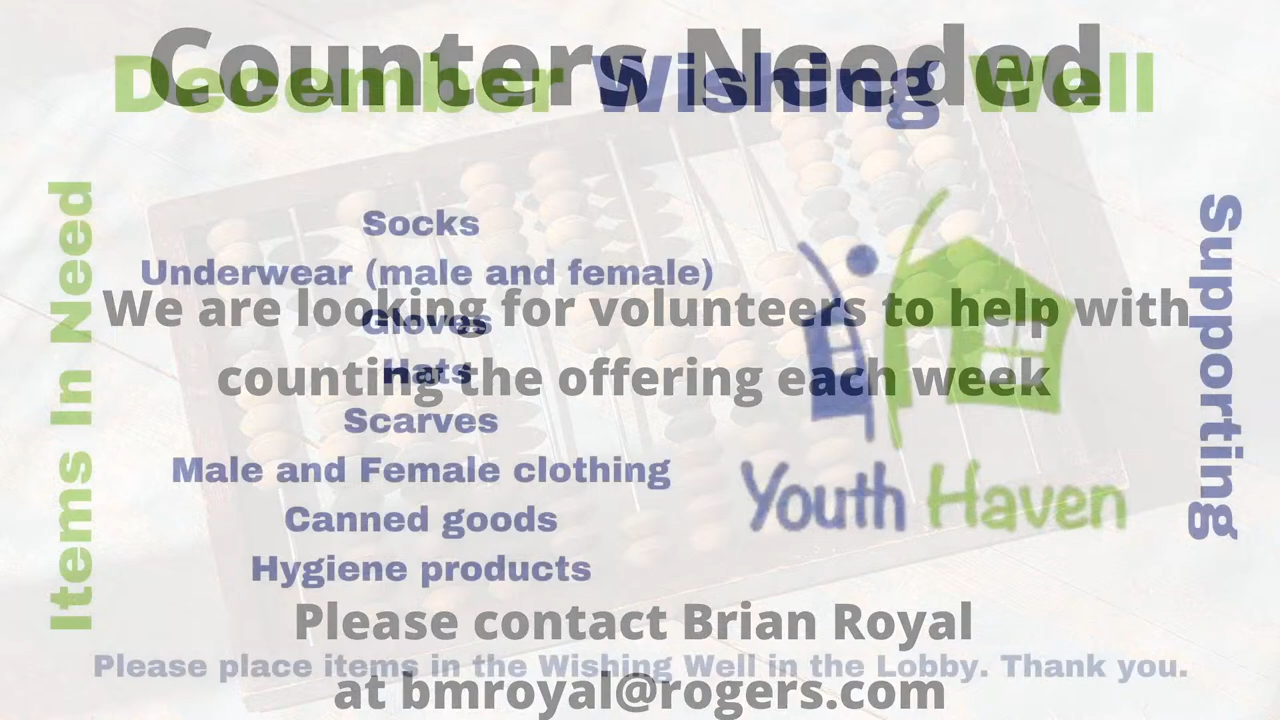 Counters Needed
December Wishing Well
Items In Need
Socks
Underwear (male and female)
We are looking for volunteers to help with
Gloves
Hats
counting the offering each week
Scarves
Male and Female clothing
Canned goods
Hygiene products
Youth Haven
Supporting
Please contact Brian Royal
Please place items in the Wishing Well in the Lobby. Thank you.
at bmroyal@rogers.com